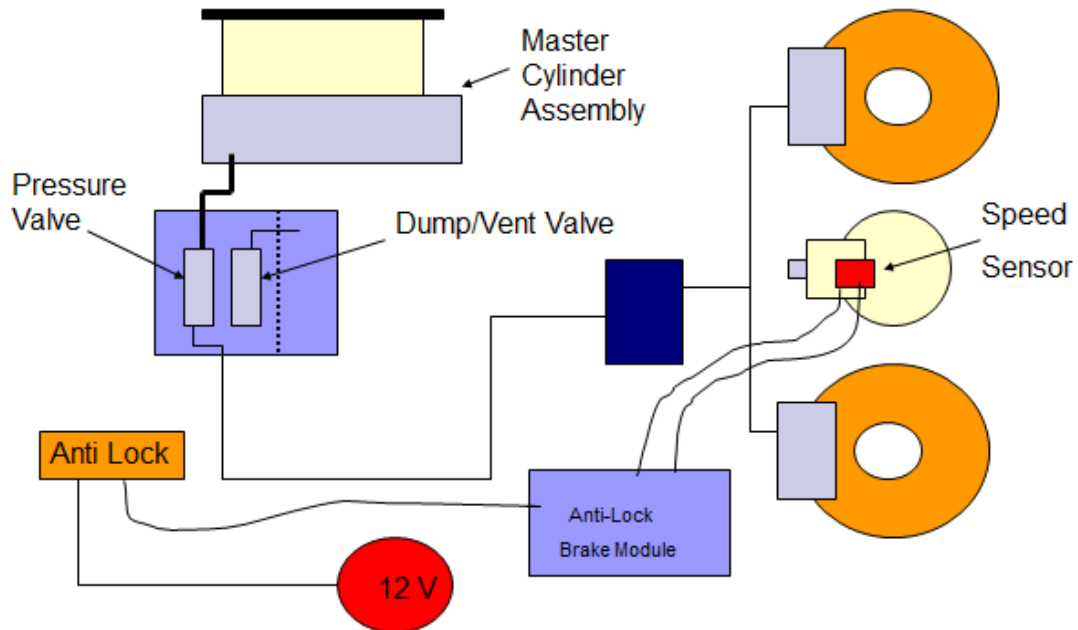 Master
Cylinder
Assembly
Pressure
Valve
Dump/Vent Valve
Speed
Sensor
Anti Lock
Anti-Lock
Brake Module
12 V